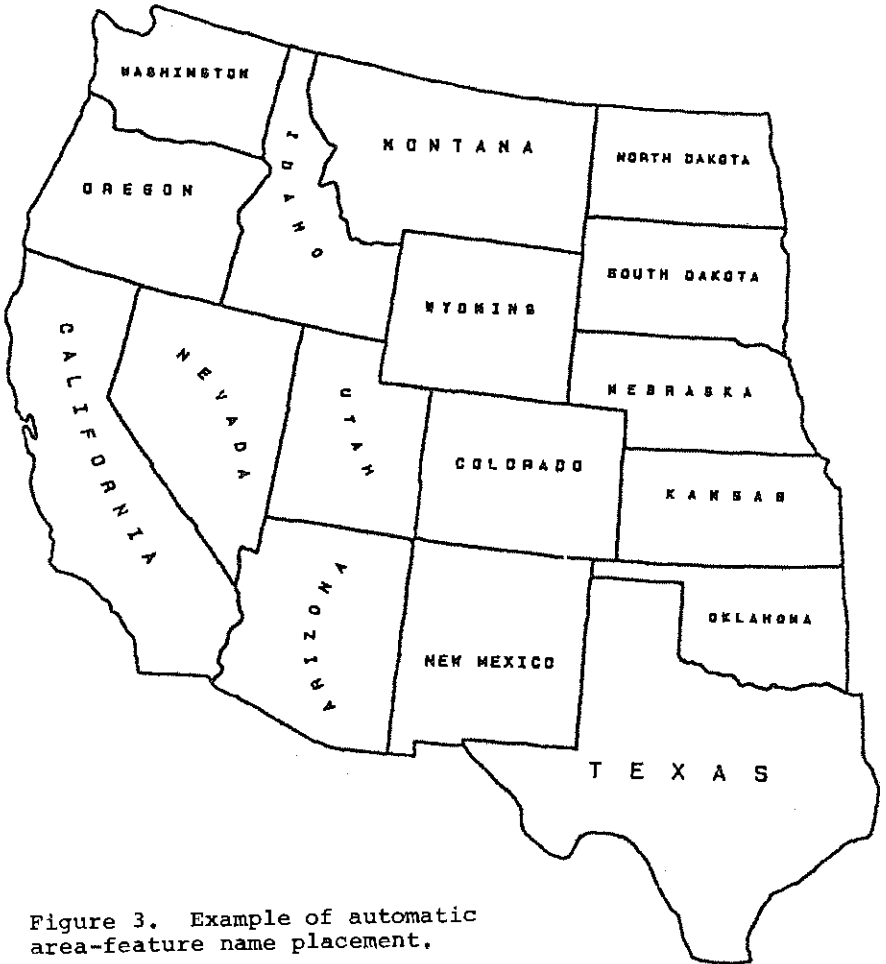 WASHINGTON
IDAHO
MONTANA
NORTH DAKOTA
OREGON
SOUTH DAKOTA
WYOMING
CALIFORNIA
NEVADA
UTAH
NEBRASKA
COLORADO
KANSAS
ARIZONA
OKLAHOMA
NEW MEXICO
TEXAS
Figure 3. Example of automatic
area-feature name placement.